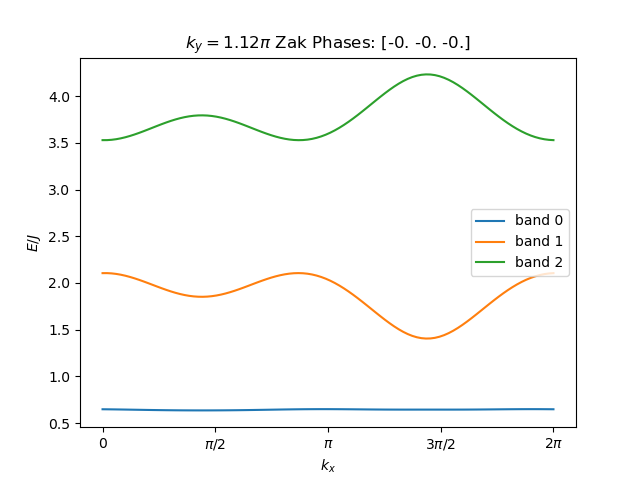 $k_y = 1.12\pi$ Zak Phases: [-0. -0. -0.]
4.0
3.5
3.0
2.5
2.0
1.5
1.0
0.5
E/J
band 0
band 1
band 2
0
π/2
π
3π/2
2π
$k_x$